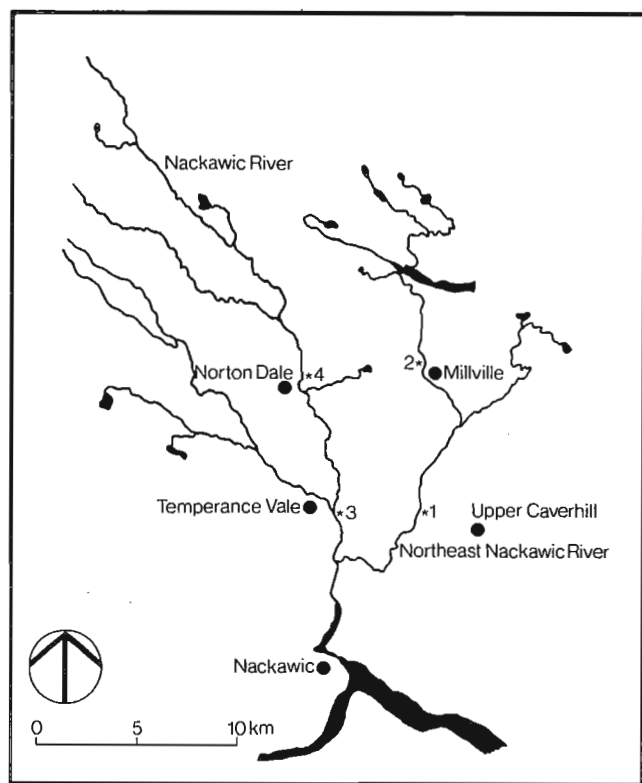 Nackawic River
2* Millville
Norton Dale *4
Temperance Vale *3
*1 Upper Caverhill
Northeast Nackawic River
Nackawic
0 5 10 km